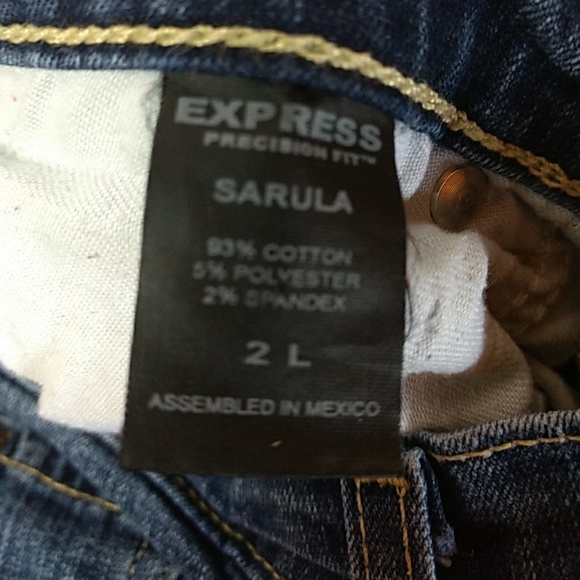 EXPRESS
PRECISION FIT™
SARULA
93% COTTON
5% POLYESTER
2% SPANDEX
2 L
ASSEMBLED IN MEXICO